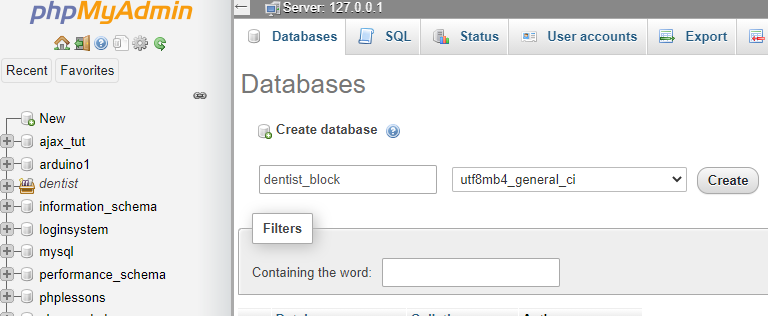 phpMyAdmin
Recent Favorites
New
ajax_tut
arduino1
dentist
information_schema
loginsystem
mysql
performance_schema
phplessons
Server: 127.0.0.1
Databases SQL Status User accounts Export
Databases
Create database
dentist_block utf8mb4_general_ci Create
Filters
Containing the word: